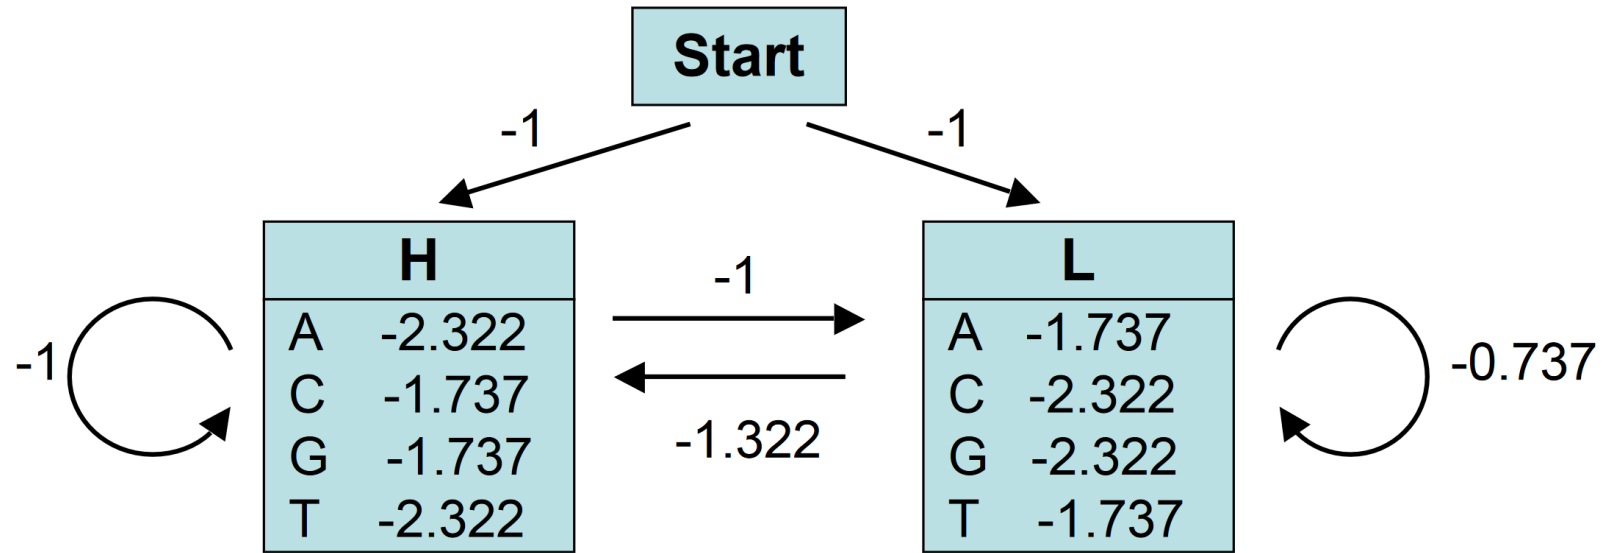 Start
-1
-1
H
A -2.322
C -1.737
G -1.737
T -2.322
-1
-1
-1.322
L
A -1.737
C -2.322
G -2.322
T -1.737
-0.737